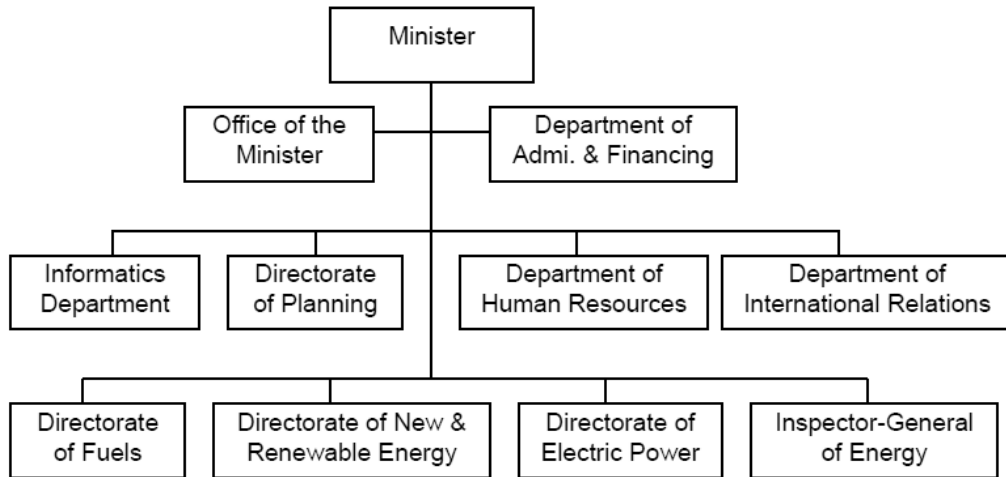 Minister
Office of the
Minister
Department of
Admi. & Financing
Informatics
Department
Directorate
of Planning
Department of
Human Resources
Department of
International Relations
Directorate
of Fuels
Directorate of New &
Renewable Energy
Directorate of
Electric Power
Inspector-General
of Energy